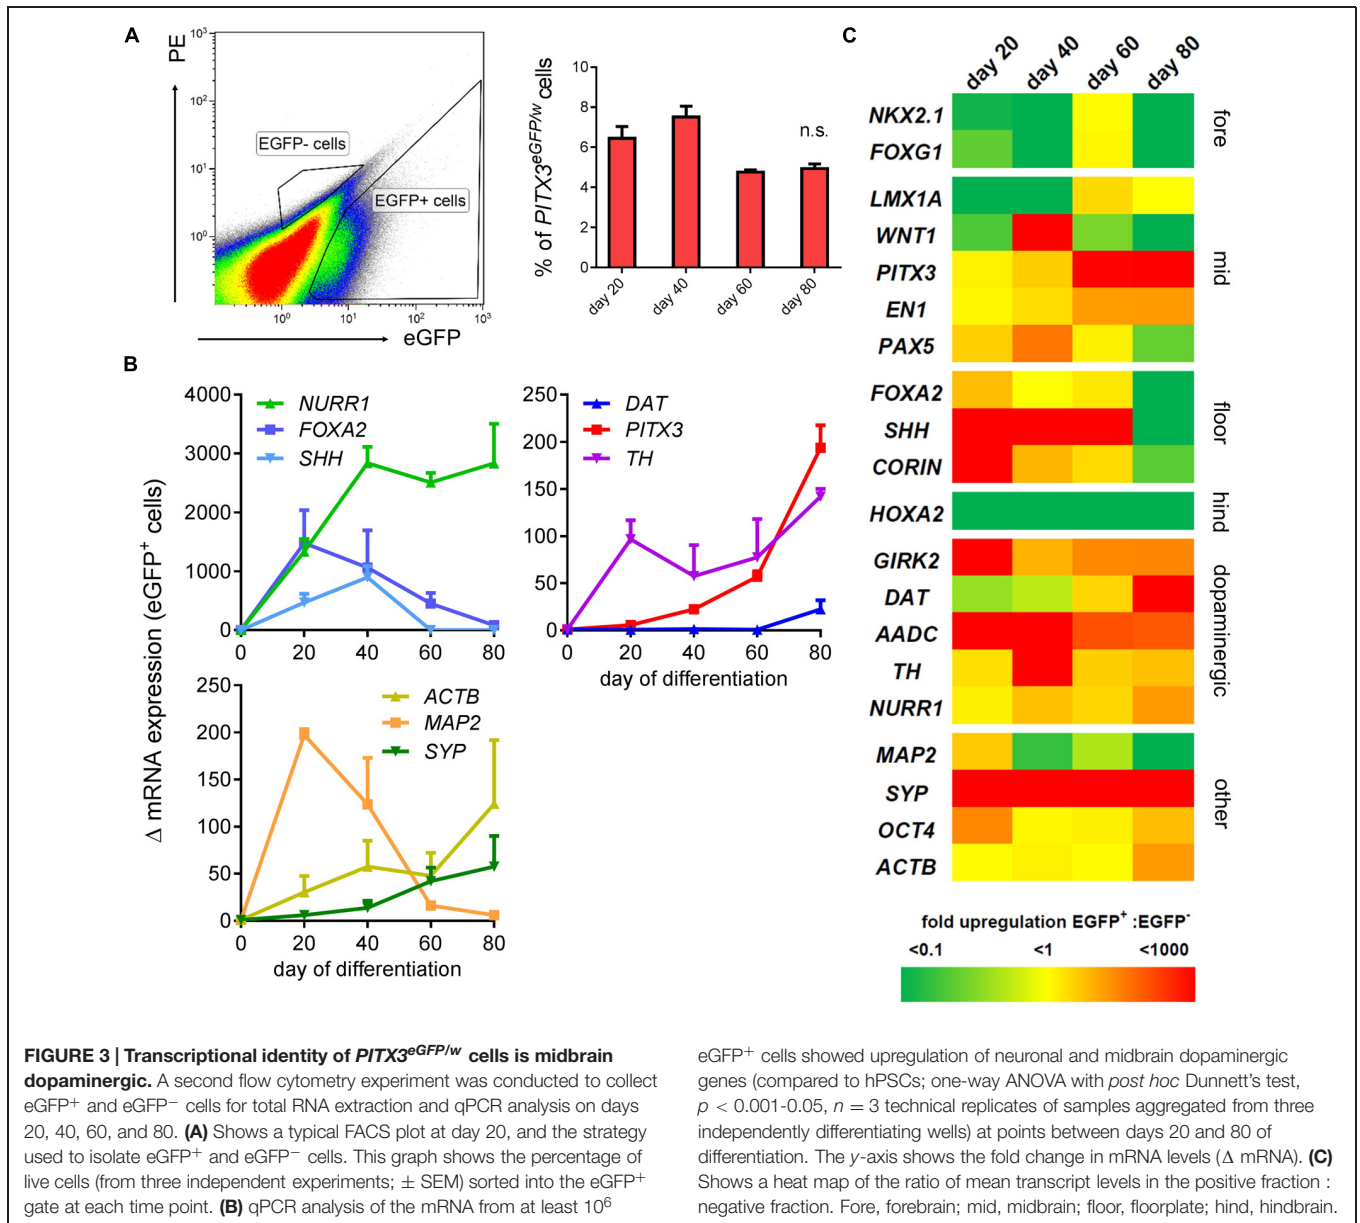 A
PE
10³
10²
10¹
10⁰
EGFP- cells
EGFP+ cells
10⁰ 10¹ 10² 10³
eGFP
% of PITX3^eGFP/w cells
10
8
6
4
2
0
n.s.
day 20 day 40 day 60 day 80
B
Δ mRNA expression (eGFP⁺ cells)
4000
3000
2000
1000
0
NURR1
FOXA2
SHH
0 20 40 60 80
250
200
150
100
50
0
DAT
PITX3
TH
0 20 40 60 80
day of differentiation
250
200
150
100
50
0
ACTB
MAP2
SYP
0 20 40 60 80
day of differentiation
C
day 20 day 40 day 60 day 80
NKX2.1
FOXG1
fore
LMX1A
WNT1
PITX3
EN1
PAX5
mid
FOXA2
SHH
CORIN
floor
HOXA2
hind
GIRK2
DAT
AADC
TH
NURR1
dopaminergic
MAP2
SYP
OCT4
ACTB
other
fold upregulation EGFP⁺ :EGFP⁻
<0.1 <1 <1000
FIGURE 3 | Transcriptional identity of PITX3^eGFP/w cells is midbrain
dopaminergic. A second flow cytometry experiment was conducted to collect
eGFP⁺ and eGFP⁻ cells for total RNA extraction and qPCR analysis on days
20, 40, 60, and 80. (A) Shows a typical FACS plot at day 20, and the strategy
used to isolate eGFP⁺ and eGFP⁻ cells. This graph shows the percentage of
live cells (from three independent experiments; ± SEM) sorted into the eGFP⁺
gate at each time point. (B) qPCR analysis of the mRNA from at least 10⁶
eGFP⁺ cells showed upregulation of neuronal and midbrain dopaminergic
genes (compared to hPSCs; one-way ANOVA with post hoc Dunnett's test,
p < 0.001-0.05, n = 3 technical replicates of samples aggregated from three
independently differentiating wells) at points between days 20 and 80 of
differentiation. The y-axis shows the fold change in mRNA levels (Δ mRNA). (C)
Shows a heat map of the ratio of mean transcript levels in the positive fraction :
negative fraction. Fore, forebrain; mid, midbrain; floor, floorplate; hind, hindbrain.